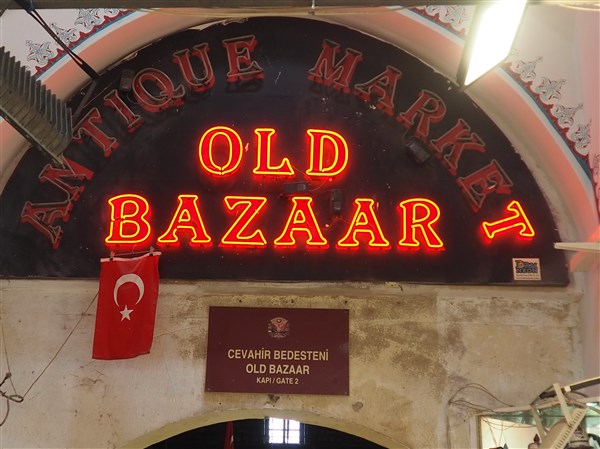 ANTIQUE MARKET
OLD
BAZAAR
CEVAHİR BEDESTENİ
OLD BAZAAR
KAPI / GATE 2